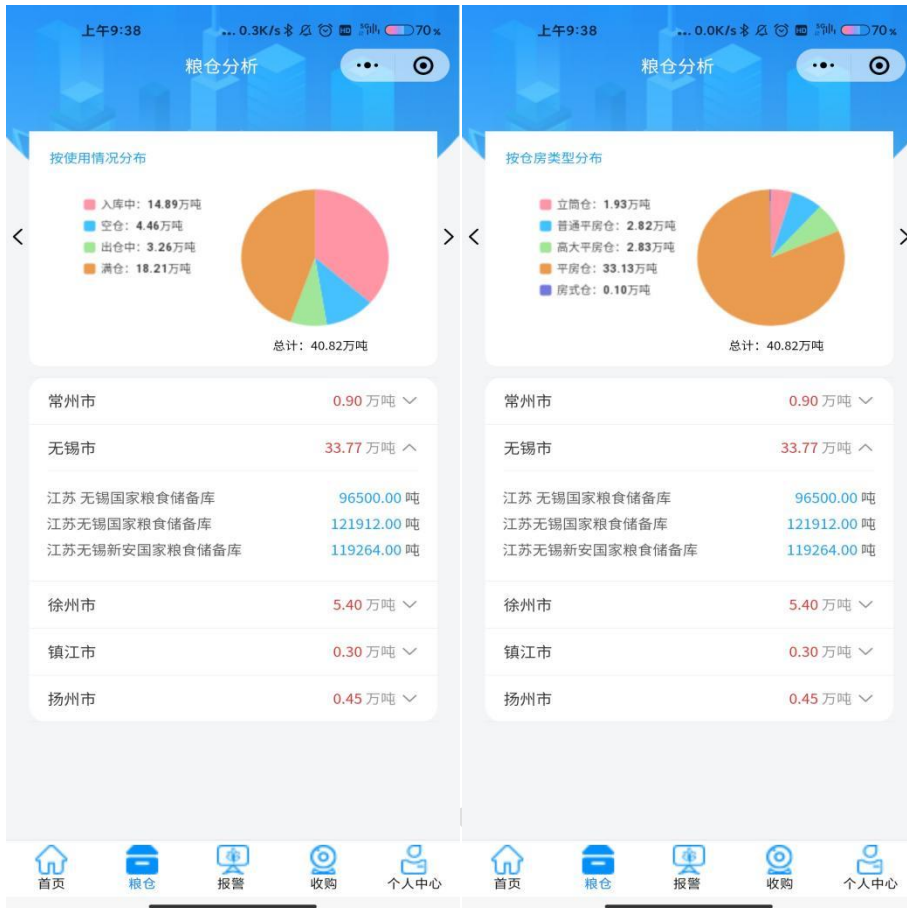 上午9:38
... 0.3K/s HD 5G 70%
粮仓分析
按使用情况分布
入库中：14.89万吨
空仓：4.46万吨
出仓中：3.26万吨
满仓：18.21万吨
总计：40.82万吨
常州市 0.90 万吨
无锡市 33.77 万吨
江苏 无锡国家粮食储备库 96500.00 吨
江苏无锡国家粮食储备库 121912.00 吨
江苏无锡新安国家粮食储备库 119264.00 吨
徐州市 5.40 万吨
镇江市 0.30 万吨
扬州市 0.45 万吨
首页 粮仓 报警 收购 个人中心
上午9:38
... 0.0K/s HD 5G 70%
粮仓分析
按仓房类型分布
立筒仓：1.93万吨
普通平房仓：2.82万吨
高大平房仓：2.83万吨
平房仓：33.13万吨
房式仓：0.10万吨
总计：40.82万吨
常州市 0.90 万吨
无锡市 33.77 万吨
江苏 无锡国家粮食储备库 96500.00 吨
江苏无锡国家粮食储备库 121912.00 吨
江苏无锡新安国家粮食储备库 119264.00 吨
徐州市 5.40 万吨
镇江市 0.30 万吨
扬州市 0.45 万吨
首页 粮仓 报警 收购 个人中心